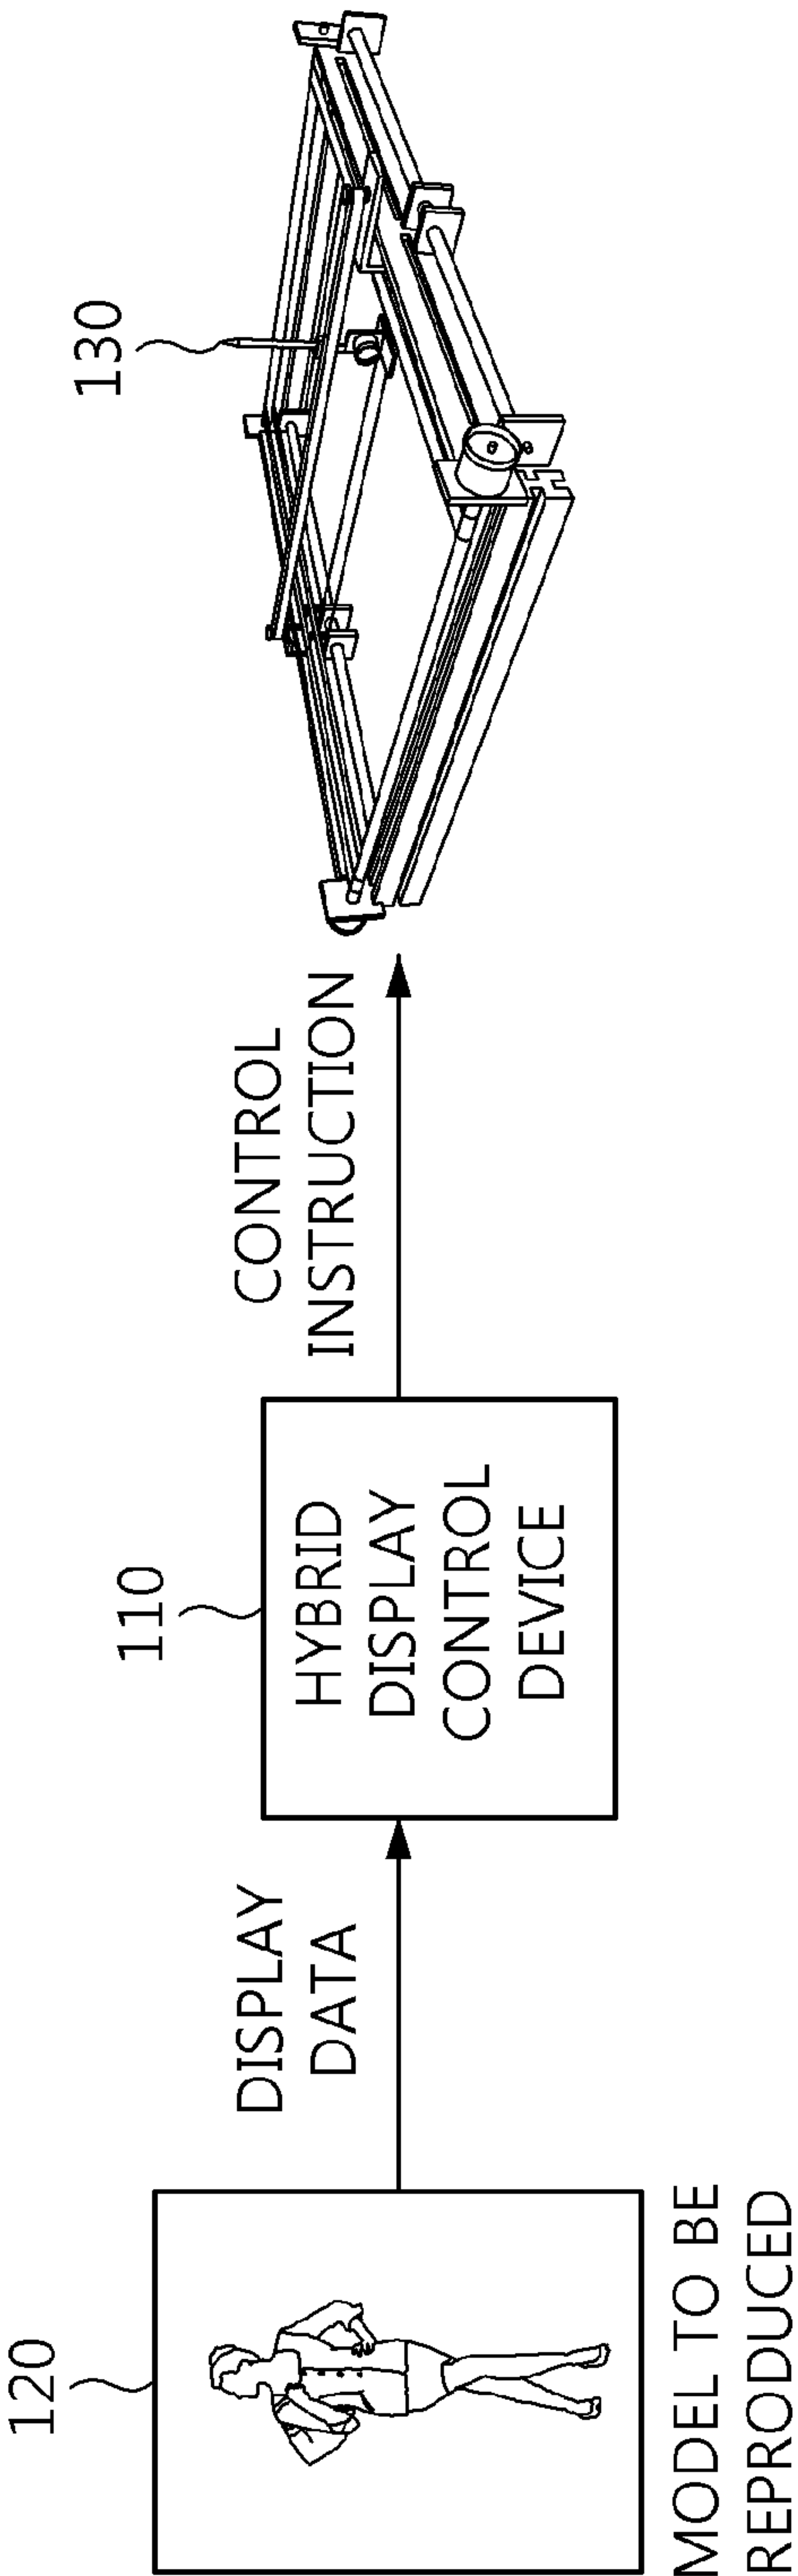 120
MODEL TO BE
REPRODUCED
DISPLAY
DATA
110
HYBRID
DISPLAY
CONTROL
DEVICE
CONTROL
INSTRUCTION
130